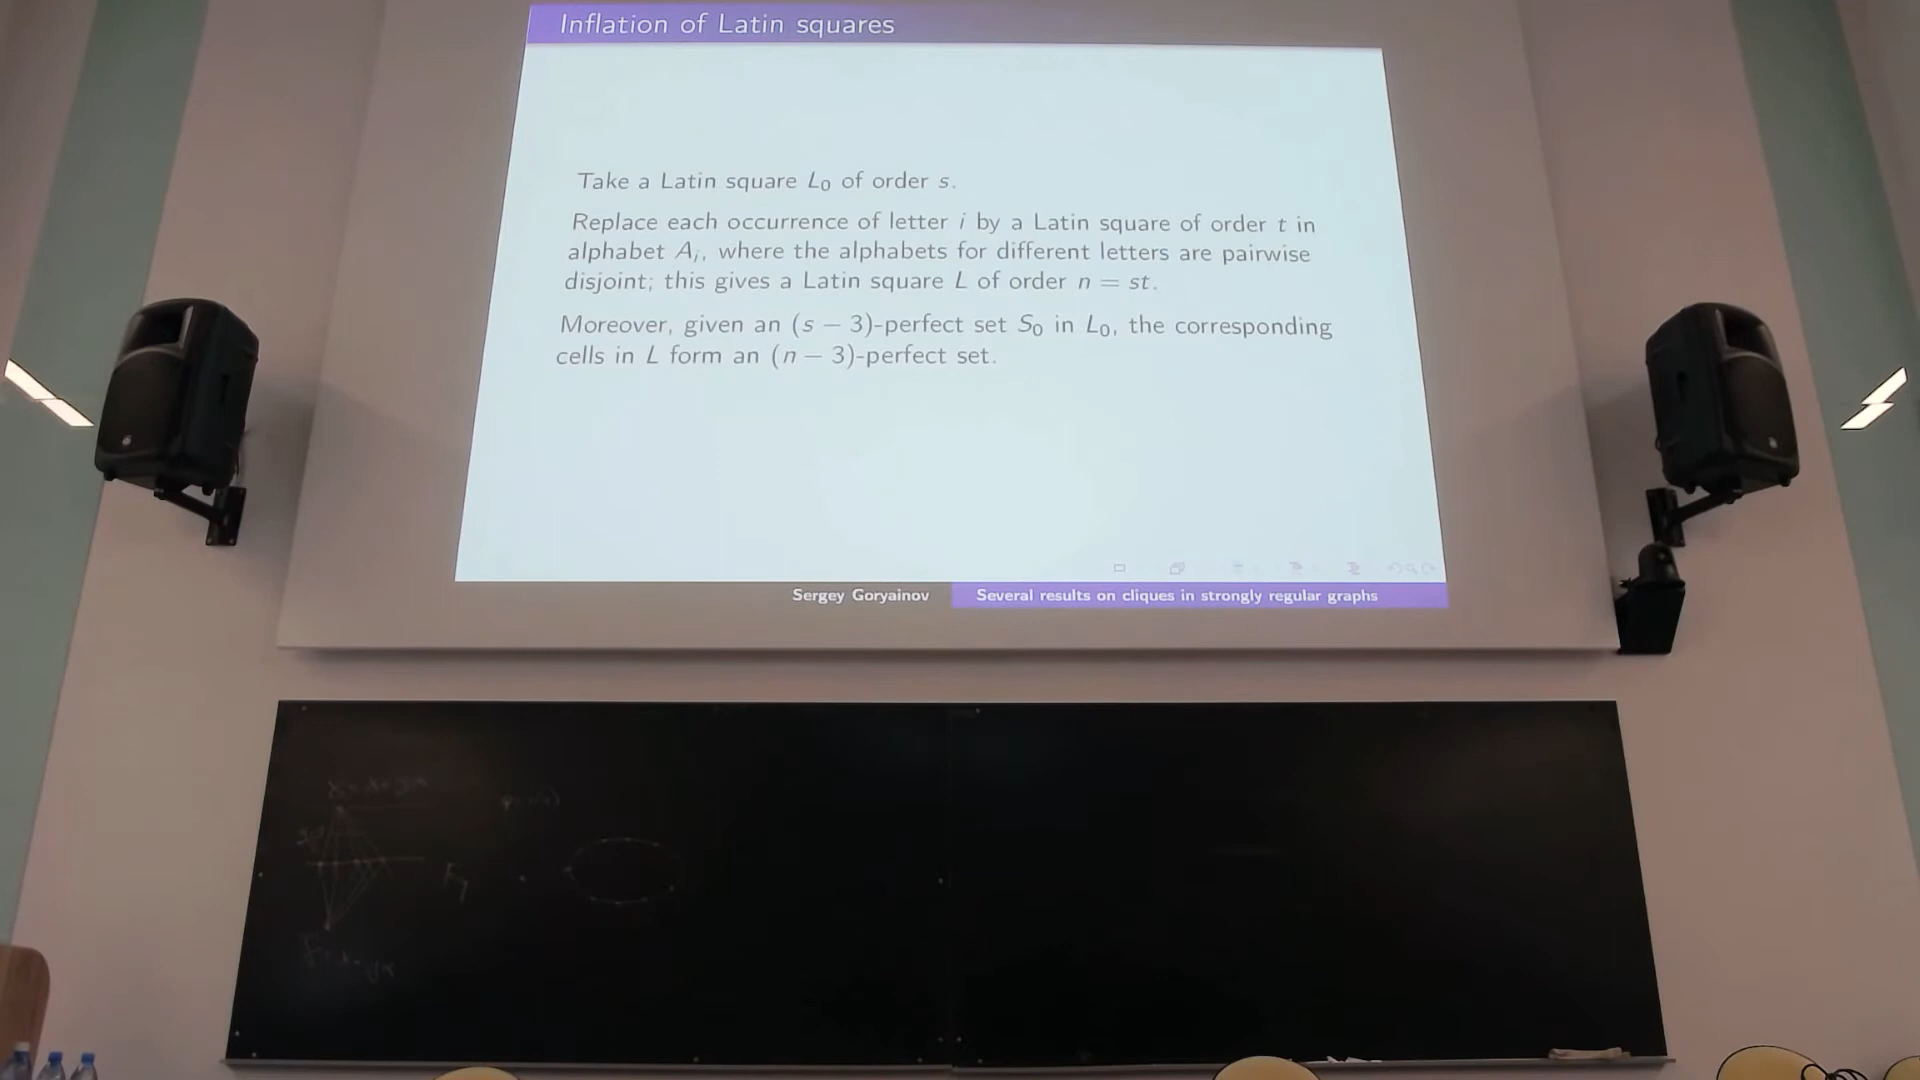 Inflation of Latin squares
Take a Latin square L₀ of order s.
Replace each occurrence of letter i by a Latin square of order t in
alphabet Aᵢ, where the alphabets for different letters are pairwise
disjoint; this gives a Latin square L of order n = st.
Moreover, given an (s − 3)-perfect set S₀ in L₀, the corresponding
cells in L form an (n − 3)-perfect set.
Sergey Goryainov
Several results on cliques in strongly regular graphs